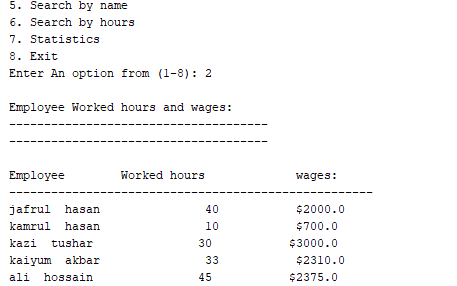 5. Search by name
6. Search by hours
7. Statistics
8. Exit
Enter An option from (1-8): 2
Employee Worked hours and wages:
-------------------------------------
-------------------------------------
Employee Worked hours wages:
----------------------------------------------------
jafrul hasan 40 $2000.0
kamrul hasan 10 $700.0
kazi tushar 30 $3000.0
kaiyum akbar 33 $2310.0
ali hossain 45 $2375.0